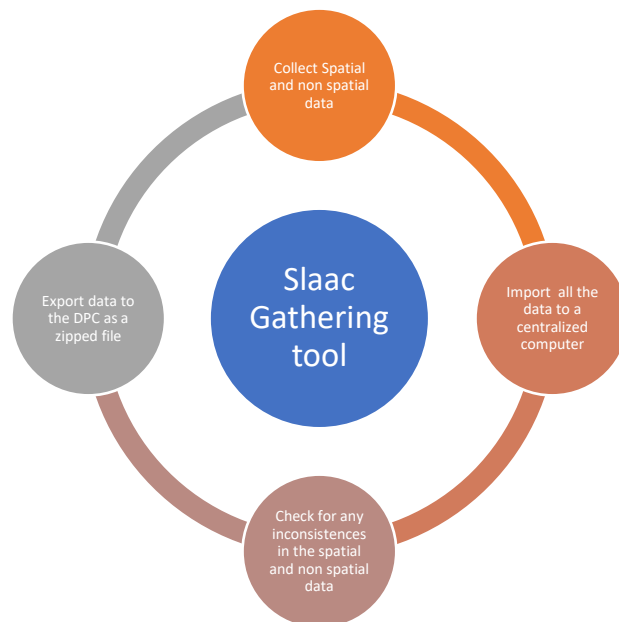 Collect Spatial
and non spatial
data
Slaac
Gathering
tool
Export data to
the DPC as a
zipped file
Import  all the
data to a
centralized
computer
Check for any
inconsistences
in the spatial
and non spatial
data